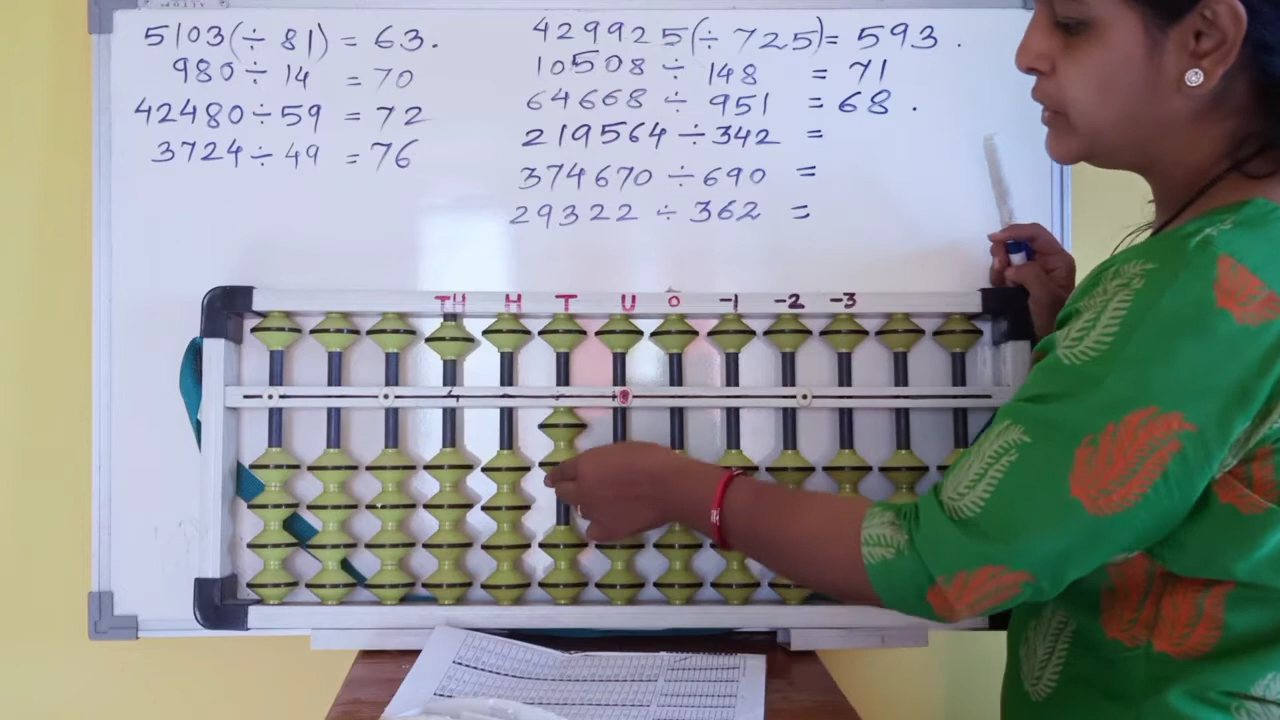 5103(÷ 81) = 63.
980 ÷ 14 = 70
42480 ÷ 59 = 72
3724 ÷ 49 = 76
429925(÷ 725) = 593.
10508 ÷ 148 = 71
64668 ÷ 951 = 68.
219564 ÷ 342 =
374670 ÷ 690 =
29322 ÷ 362 =
TH H T U 0 -1 -2 -3